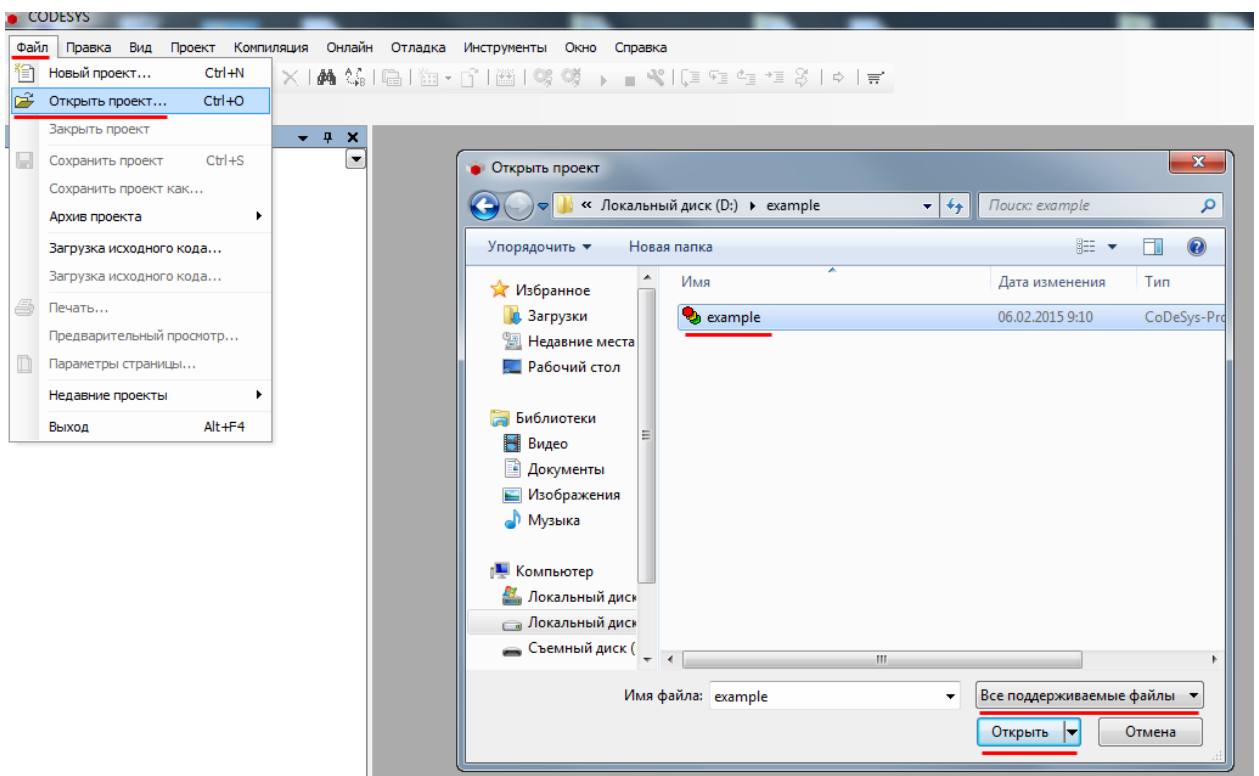 CODESYS
Файл Правка Вид Проект Компиляция Онлайн Отладка Инструменты Окно Справка
Новый проект... Ctrl+N
Открыть проект... Ctrl+O
Закрыть проект
Сохранить проект Ctrl+S
Сохранить проект как...
Архив проекта
Загрузка исходного кода...
Загрузка исходного кода...
Печать...
Предварительный просмотр...
Параметры страницы...
Недавние проекты
Выход Alt+F4
Открыть проект
« Локальный диск (D:) example
Поиск: example
Упорядочить Новая папка
Имя Дата изменения Тип
example 06.02.2015 9:10 CoDeSys-Pro
Избранное
Загрузки
Недавние места
Рабочий стол
Библиотеки
Видео
Документы
Изображения
Музыка
Компьютер
Локальный диск
Локальный диск
Съемный диск (
Имя файла: example
Все поддерживаемые файлы
Открыть Отмена